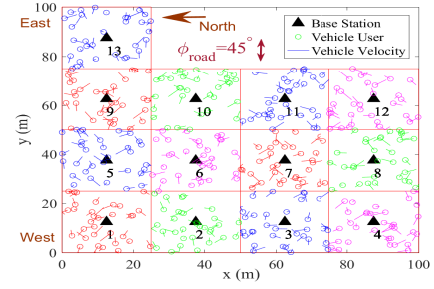 100
80
60
40
20
0
y (m)
East
West
North
ϕroad=45°
Base Station
Vehicle User
Vehicle Velocity
13
9
10
11
12
5
6
7
8
1
2
3
4
0
20
40
60
80
100
x (m)